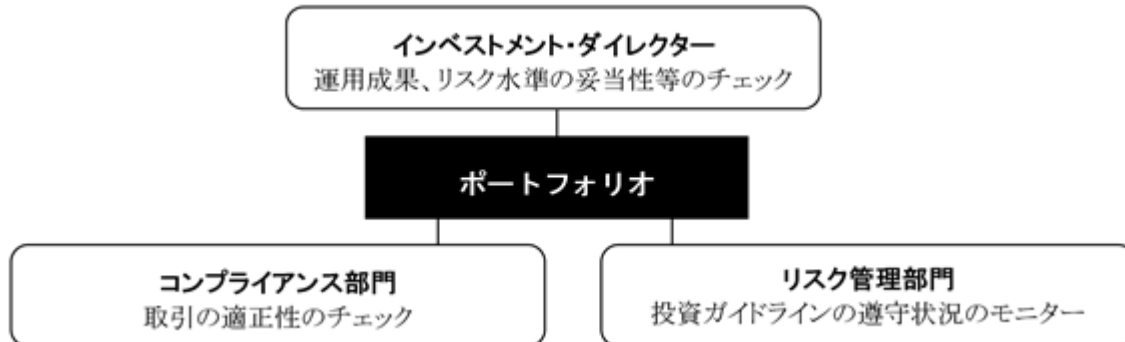 インベストメント・ダイレクター
運用成果、リスク水準の妥当性等のチェック
ポートフォリオ
コンプライアンス部門
取引の適正性のチェック
リスク管理部門
投資ガイドラインの遵守状況のモニター